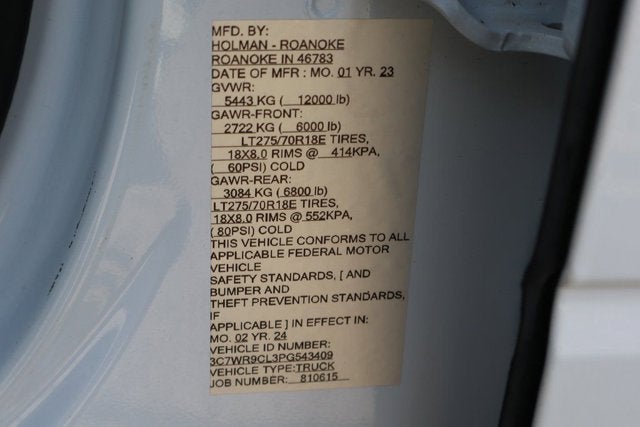 MFD. BY:
HOLMAN - ROANOKE
ROANOKE IN 46783
DATE OF MFR : MO. 01 YR. 23
GVWR:
5443 KG ( 12000 lb)
GAWR-FRONT:
2722 KG ( 6000 lb)
LT275/70R18E TIRES,
18X8.0 RIMS @ 414KPA,
( 60PSI) COLD
GAWR-REAR:
3084 KG ( 6800 lb)
LT275/70R18E TIRES,
18X8.0 RIMS @ 552KPA,
( 80PSI) COLD
THIS VEHICLE CONFORMS TO ALL
APPLICABLE FEDERAL MOTOR
VEHICLE
SAFETY STANDARDS, [ AND
BUMPER AND
THEFT PREVENTION STANDARDS,
IF
APPLICABLE ] IN EFFECT IN:
MO. 02 YR. 24
VEHICLE ID NUMBER:
3C7WR9CL3PG543409
VEHICLE TYPE:TRUCK
JOB NUMBER: 810615